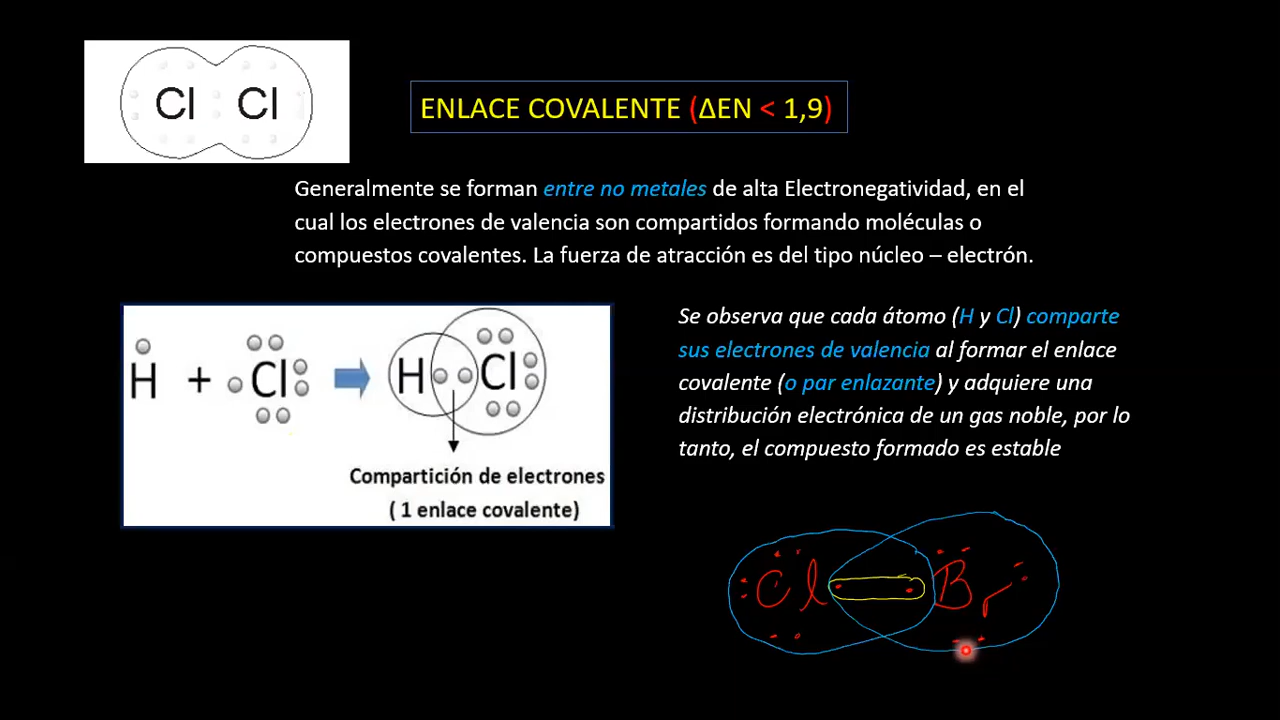 Cl Cl
ENLACE COVALENTE (ΔEN < 1,9)
Generalmente se forman entre no metales de alta Electronegatividad, en el
cual los electrones de valencia son compartidos formando moléculas o
compuestos covalentes. La fuerza de atracción es del tipo núcleo – electrón.
H + Cl H Cl
Compartición de electrones
( 1 enlace covalente)
Se observa que cada átomo (H y Cl) comparte
sus electrones de valencia al formar el enlace
covalente (o par enlazante) y adquiere una
distribución electrónica de un gas noble, por lo
tanto, el compuesto formado es estable
Cl Br